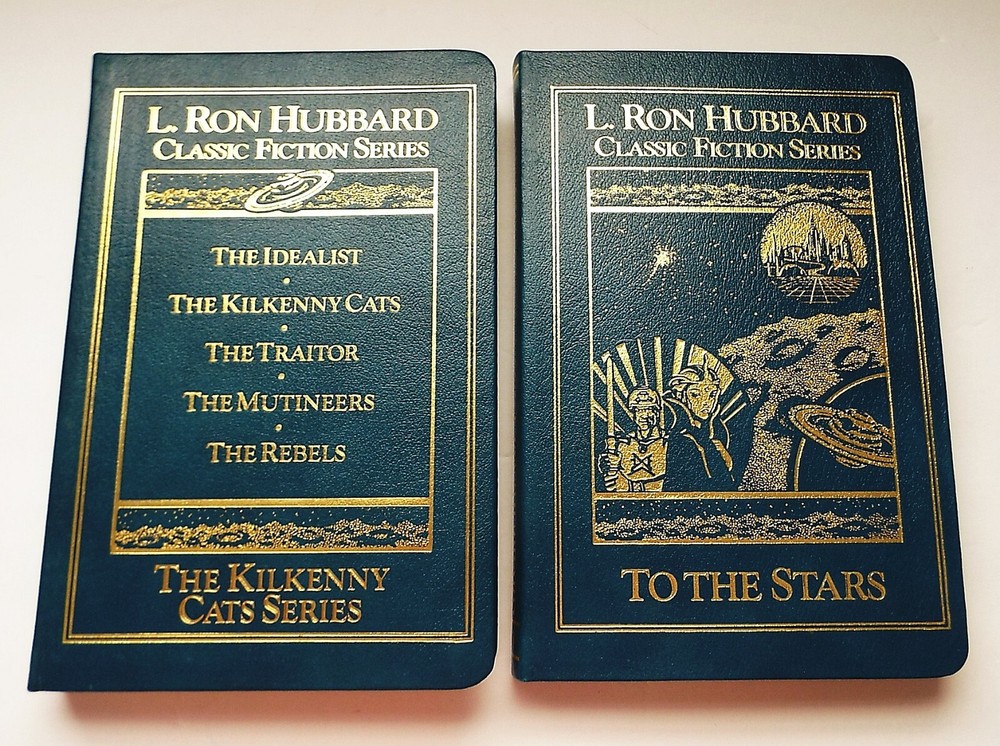 L. RON HUBBARD
CLASSIC FICTION SERIES
THE IDEALIST
THE KILKENNY CATS
THE TRAITOR
THE MUTINEERS
THE REBELS
THE KILKENNY
CATS SERIES
L. RON HUBBARD
CLASSIC FICTION SERIES
TO THE STARS